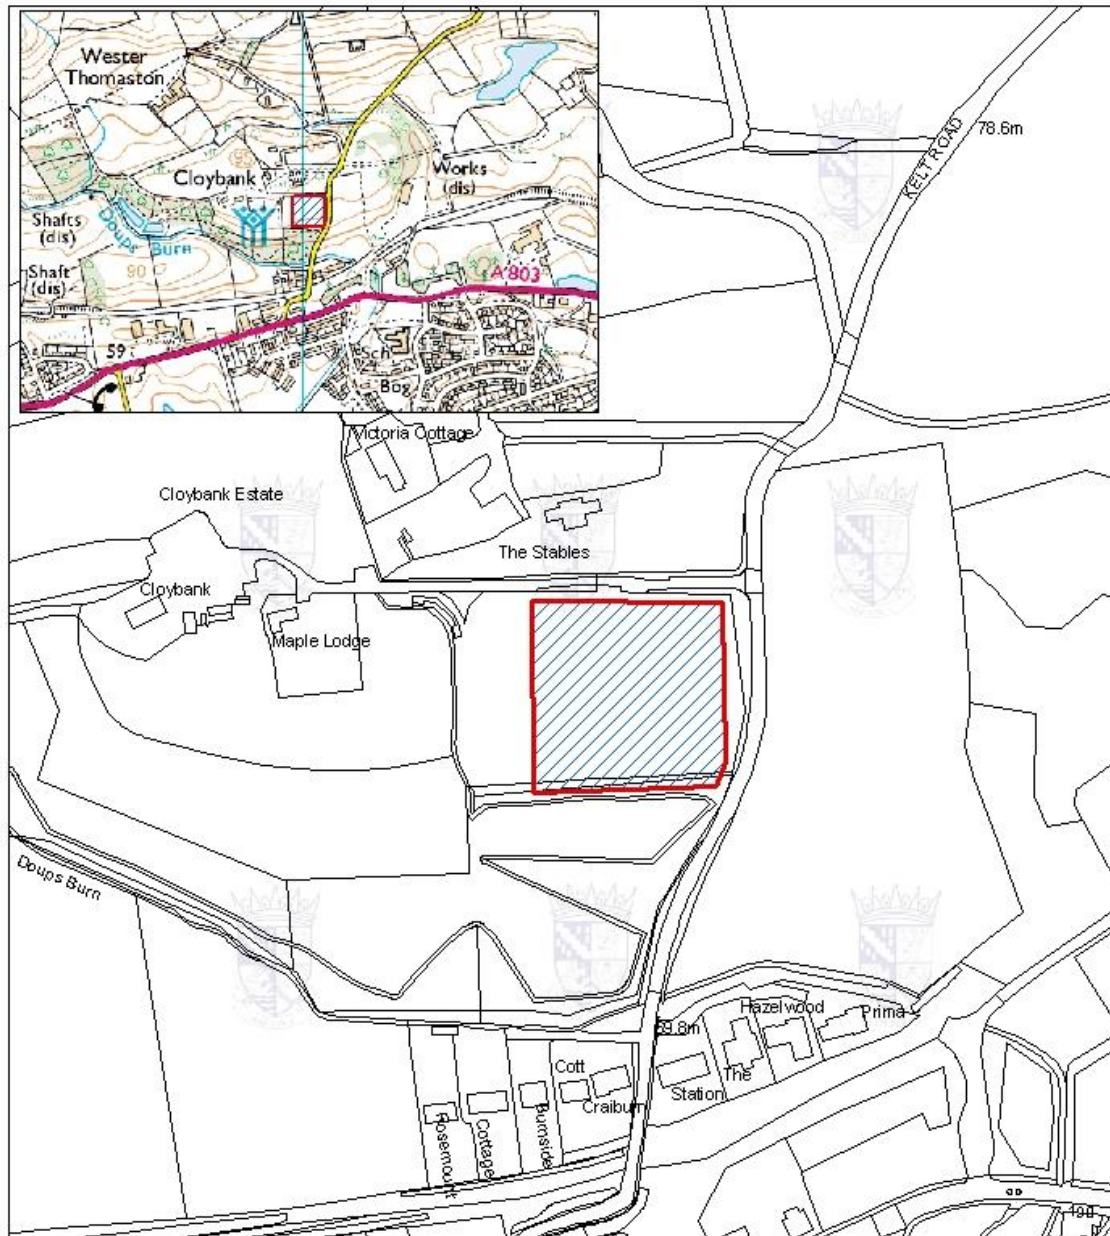 Wester
Thomaston
Cloybank
Works
(dis)
Shafts
(dis)
Doups Burn
Shaft
(dis)
90
A 803
59
Sch
Bog
78.6m
KELT ROAD
Victoria Cottage
Cloybank Estate
The Stables
Cloybank
Maple Lodge
Doups Burn
Hazelwood
Prima
59.8m
Cott
The
Station
Craiburn
Rosemount
Cottage
Burnside